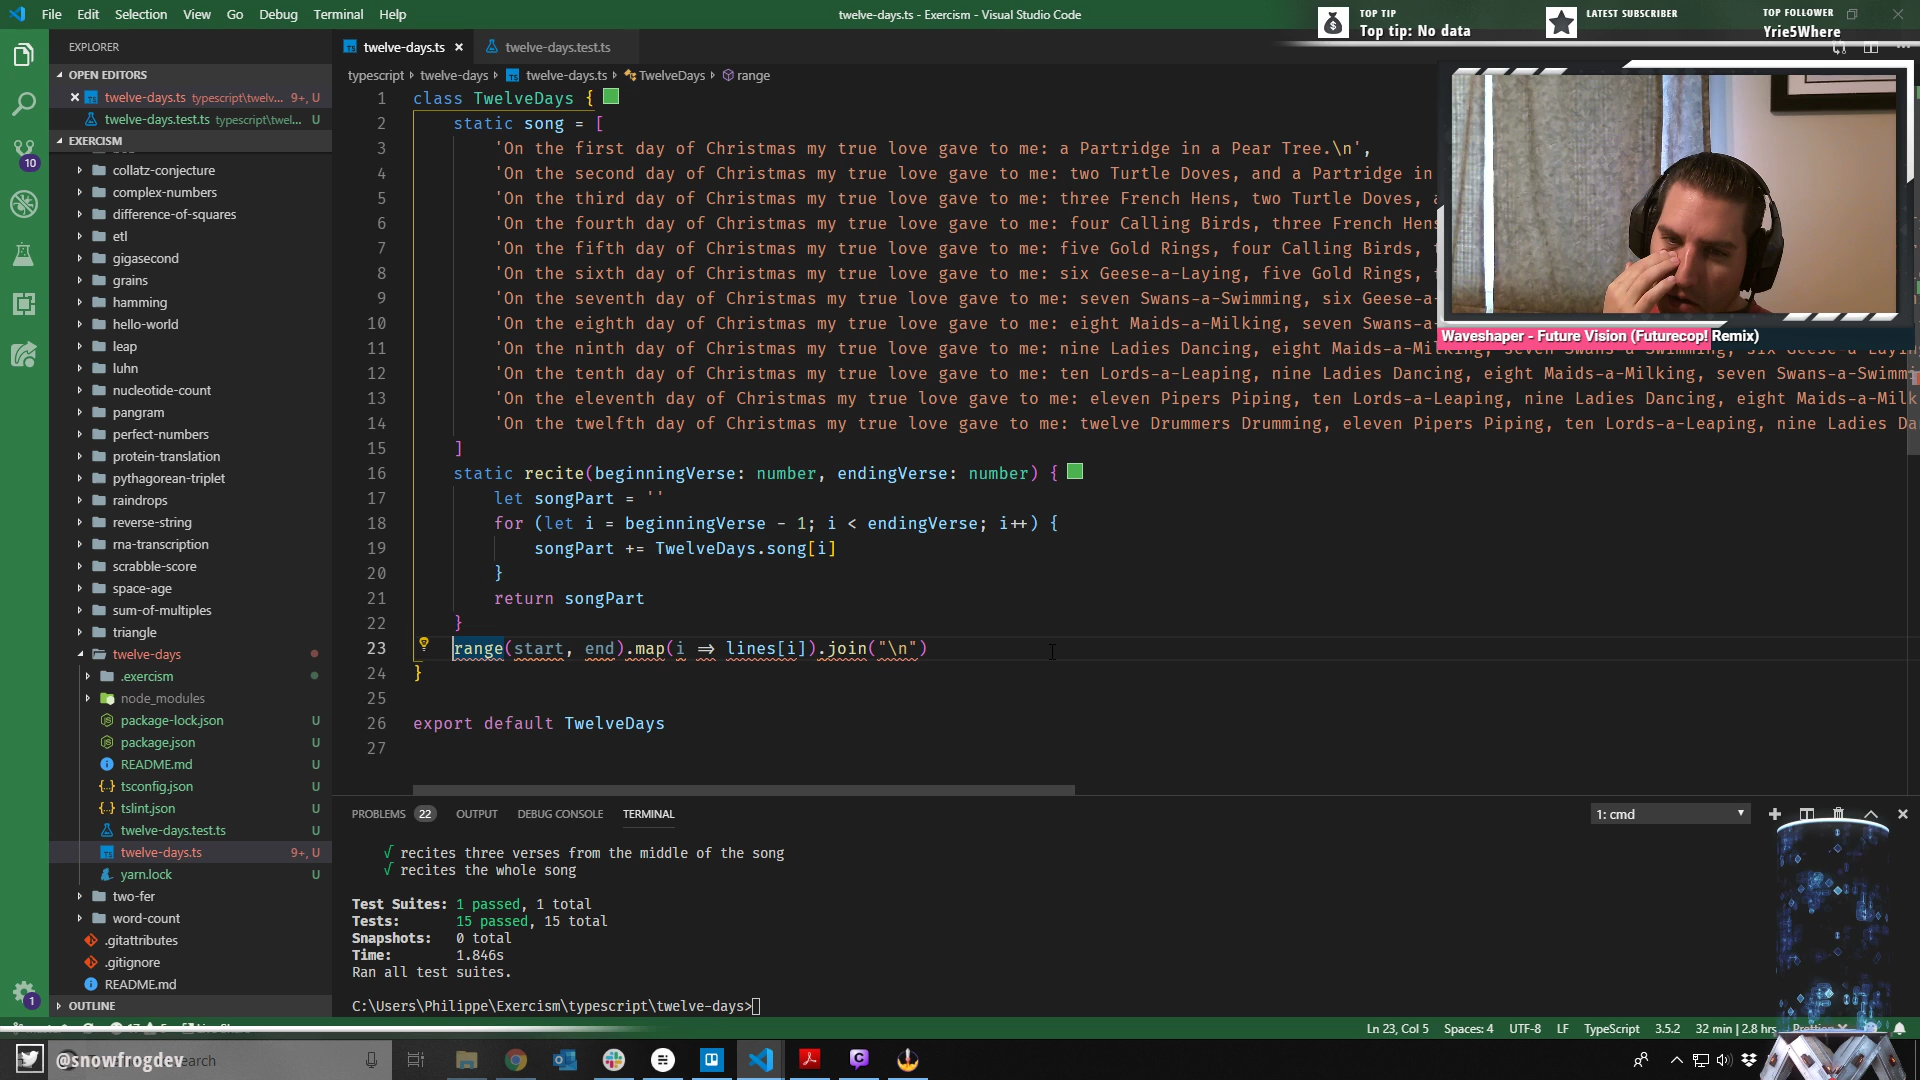 File Edit Selection View Go Debug Terminal Help
twelve-days.ts - Exercism - Visual Studio Code
TOP TIP
Top tip: No data
LATEST SUBSCRIBER
TOP FOLLOWER
Yrie5Where
EXPLORER
OPEN EDITORS
twelve-days.ts typescript\twelv... 9+, U
twelve-days.test.ts typescript\twel... U
EXERCISM
10
collatz-conjecture
complex-numbers
difference-of-squares
etl
gigasecond
grains
hamming
hello-world
leap
luhn
nucleotide-count
pangram
perfect-numbers
protein-translation
pythagorean-triplet
raindrops
reverse-string
rna-transcription
scrabble-score
space-age
sum-of-multiples
triangle
twelve-days
.exercism
node_modules
package-lock.json U
package.json U
README.md U
tsconfig.json U
tslint.json U
twelve-days.test.ts U
twelve-days.ts 9+, U
yarn.lock U
two-fer
word-count
.gitattributes
.gitignore
README.md
OUTLINE
1
twelve-days.ts
twelve-days.test.ts
typescript twelve-days twelve-days.ts TwelveDays range
1 class TwelveDays {
2 static song = [
3 'On the first day of Christmas my true love gave to me: a Partridge in a Pear Tree.\n',
4 'On the second day of Christmas my true love gave to me: two Turtle Doves, and a Partridge in
5 'On the third day of Christmas my true love gave to me: three French Hens, two Turtle Doves,
6 'On the fourth day of Christmas my true love gave to me: four Calling Birds, three French Hens
7 'On the fifth day of Christmas my true love gave to me: five Gold Rings, four Calling Birds,
8 'On the sixth day of Christmas my true love gave to me: six Geese-a-Laying, five Gold Rings,
9 'On the seventh day of Christmas my true love gave to me: seven Swans-a-Swimming, six Geese-a-
10 'On the eighth day of Christmas my true love gave to me: eight Maids-a-Milking, seven Swans-a-
11 'On the ninth day of Christmas my true love gave to me: nine Ladies Dancing, eight Maids-a-Milking, seven Swans-a-Swimming, six Geese-a-Laying
12 'On the tenth day of Christmas my true love gave to me: ten Lords-a-Leaping, nine Ladies Dancing, eight Maids-a-Milking, seven Swans-a-Swimmi
13 'On the eleventh day of Christmas my true love gave to me: eleven Pipers Piping, ten Lords-a-Leaping, nine Ladies Dancing, eight Maids-a-Milk
14 'On the twelfth day of Christmas my true love gave to me: twelve Drummers Drumming, eleven Pipers Piping, ten Lords-a-Leaping, nine Ladies Da
15 ]
16 static recite(beginningVerse: number, endingVerse: number) {
17 let songPart = ''
18 for (let i = beginningVerse - 1; i < endingVerse; i++) {
19 songPart += TwelveDays.song[i]
20 }
21 return songPart
22 }
23 range(start, end).map(i => lines[i]).join("\n")
24 }
25
26 export default TwelveDays
27
Waveshaper - Future Vision (Futurecop! Remix)
PROBLEMS 22 OUTPUT DEBUG CONSOLE TERMINAL
1: cmd
√ recites three verses from the middle of the song
√ recites the whole song
Test Suites: 1 passed, 1 total
Tests: 15 passed, 15 total
Snapshots: 0 total
Time: 1.846s
Ran all test suites.
C:\Users\Philippe\Exercism\typescript\twelve-days>
Ln 23, Col 5 Spaces: 4 UTF-8 LF TypeScript 3.5.2 32 min | 2.8 hrs
@snowfrogdev